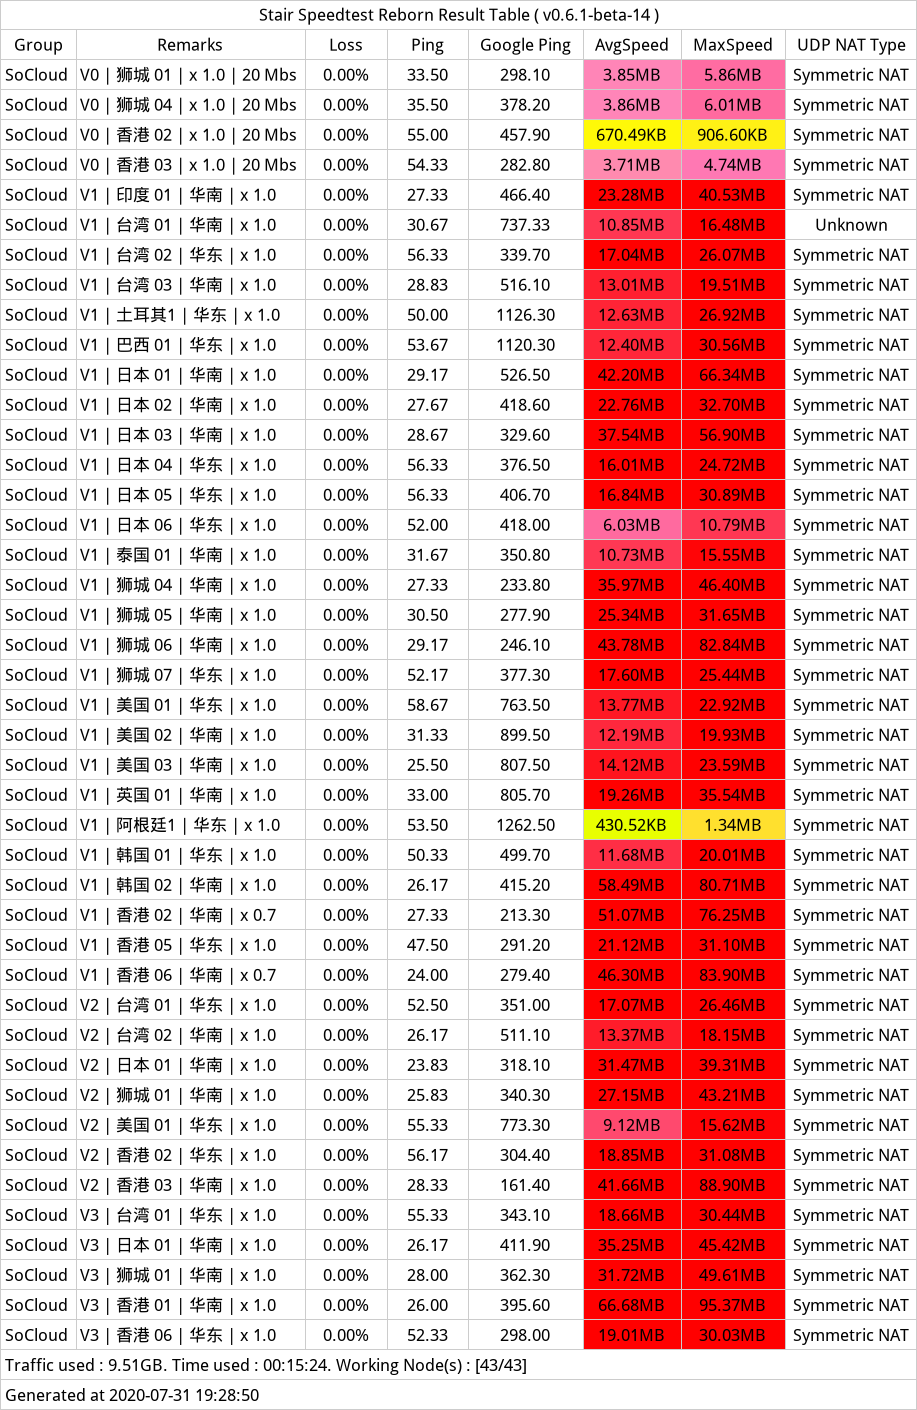 Stair Speedtest Reborn Result Table ( v0.6.1-beta-14 )
Group Remarks Loss Ping Google Ping AvgSpeed MaxSpeed UDP NAT Type
SoCloud V0 | 狮城 01 | x 1.0 | 20 Mbs 0.00% 33.50 298.10 3.85MB 5.86MB Symmetric NAT
SoCloud V0 | 狮城 04 | x 1.0 | 20 Mbs 0.00% 35.50 378.20 3.86MB 6.01MB Symmetric NAT
SoCloud V0 | 香港 02 | x 1.0 | 20 Mbs 0.00% 55.00 457.90 670.49KB 906.60KB Symmetric NAT
SoCloud V0 | 香港 03 | x 1.0 | 20 Mbs 0.00% 54.33 282.80 3.71MB 4.74MB Symmetric NAT
SoCloud V1 | 印度 01 | 华南 | x 1.0 0.00% 27.33 466.40 23.28MB 40.53MB Symmetric NAT
SoCloud V1 | 台湾 01 | 华南 | x 1.0 0.00% 30.67 737.33 10.85MB 16.48MB Unknown
SoCloud V1 | 台湾 02 | 华东 | x 1.0 0.00% 56.33 339.70 17.04MB 26.07MB Symmetric NAT
SoCloud V1 | 台湾 03 | 华南 | x 1.0 0.00% 28.83 516.10 13.01MB 19.51MB Symmetric NAT
SoCloud V1 | 土耳其1 | 华东 | x 1.0 0.00% 50.00 1126.30 12.63MB 26.92MB Symmetric NAT
SoCloud V1 | 巴西 01 | 华东 | x 1.0 0.00% 53.67 1120.30 12.40MB 30.56MB Symmetric NAT
SoCloud V1 | 日本 01 | 华南 | x 1.0 0.00% 29.17 526.50 42.20MB 66.34MB Symmetric NAT
SoCloud V1 | 日本 02 | 华南 | x 1.0 0.00% 27.67 418.60 22.76MB 32.70MB Symmetric NAT
SoCloud V1 | 日本 03 | 华南 | x 1.0 0.00% 28.67 329.60 37.54MB 56.90MB Symmetric NAT
SoCloud V1 | 日本 04 | 华东 | x 1.0 0.00% 56.33 376.50 16.01MB 24.72MB Symmetric NAT
SoCloud V1 | 日本 05 | 华东 | x 1.0 0.00% 56.33 406.70 16.84MB 30.89MB Symmetric NAT
SoCloud V1 | 日本 06 | 华东 | x 1.0 0.00% 52.00 418.00 6.03MB 10.79MB Symmetric NAT
SoCloud V1 | 泰国 01 | 华南 | x 1.0 0.00% 31.67 350.80 10.73MB 15.55MB Symmetric NAT
SoCloud V1 | 狮城 04 | 华南 | x 1.0 0.00% 27.33 233.80 35.97MB 46.40MB Symmetric NAT
SoCloud V1 | 狮城 05 | 华南 | x 1.0 0.00% 30.50 277.90 25.34MB 31.65MB Symmetric NAT
SoCloud V1 | 狮城 06 | 华南 | x 1.0 0.00% 29.17 246.10 43.78MB 82.84MB Symmetric NAT
SoCloud V1 | 狮城 07 | 华东 | x 1.0 0.00% 52.17 377.30 17.60MB 25.44MB Symmetric NAT
SoCloud V1 | 美国 01 | 华东 | x 1.0 0.00% 58.67 763.50 13.77MB 22.92MB Symmetric NAT
SoCloud V1 | 美国 02 | 华南 | x 1.0 0.00% 31.33 899.50 12.19MB 19.93MB Symmetric NAT
SoCloud V1 | 美国 03 | 华南 | x 1.0 0.00% 25.50 807.50 14.12MB 23.59MB Symmetric NAT
SoCloud V1 | 英国 01 | 华南 | x 1.0 0.00% 33.00 805.70 19.26MB 35.54MB Symmetric NAT
SoCloud V1 | 阿根廷1 | 华东 | x 1.0 0.00% 53.50 1262.50 430.52KB 1.34MB Symmetric NAT
SoCloud V1 | 韩国 01 | 华东 | x 1.0 0.00% 50.33 499.70 11.68MB 20.01MB Symmetric NAT
SoCloud V1 | 韩国 02 | 华南 | x 1.0 0.00% 26.17 415.20 58.49MB 80.71MB Symmetric NAT
SoCloud V1 | 香港 02 | 华南 | x 0.7 0.00% 27.33 213.30 51.07MB 76.25MB Symmetric NAT
SoCloud V1 | 香港 05 | 华东 | x 1.0 0.00% 47.50 291.20 21.12MB 31.10MB Symmetric NAT
SoCloud V1 | 香港 06 | 华南 | x 0.7 0.00% 24.00 279.40 46.30MB 83.90MB Symmetric NAT
SoCloud V2 | 台湾 01 | 华东 | x 1.0 0.00% 52.50 351.00 17.07MB 26.46MB Symmetric NAT
SoCloud V2 | 台湾 02 | 华南 | x 1.0 0.00% 26.17 511.10 13.37MB 18.15MB Symmetric NAT
SoCloud V2 | 日本 01 | 华南 | x 1.0 0.00% 23.83 318.10 31.47MB 39.31MB Symmetric NAT
SoCloud V2 | 狮城 01 | 华南 | x 1.0 0.00% 25.83 340.30 27.15MB 43.21MB Symmetric NAT
SoCloud V2 | 美国 01 | 华东 | x 1.0 0.00% 55.33 773.30 9.12MB 15.62MB Symmetric NAT
SoCloud V2 | 香港 02 | 华东 | x 1.0 0.00% 56.17 304.40 18.85MB 31.08MB Symmetric NAT
SoCloud V2 | 香港 03 | 华南 | x 1.0 0.00% 28.33 161.40 41.66MB 88.90MB Symmetric NAT
SoCloud V3 | 台湾 01 | 华东 | x 1.0 0.00% 55.33 343.10 18.66MB 30.44MB Symmetric NAT
SoCloud V3 | 日本 01 | 华南 | x 1.0 0.00% 26.17 411.90 35.25MB 45.42MB Symmetric NAT
SoCloud V3 | 狮城 01 | 华南 | x 1.0 0.00% 28.00 362.30 31.72MB 49.61MB Symmetric NAT
SoCloud V3 | 香港 01 | 华南 | x 1.0 0.00% 26.00 395.60 66.68MB 95.37MB Symmetric NAT
SoCloud V3 | 香港 06 | 华东 | x 1.0 0.00% 52.33 298.00 19.01MB 30.03MB Symmetric NAT
Traffic used : 9.51GB. Time used : 00:15:24. Working Node(s) : [43/43]
Generated at 2020-07-31 19:28:50